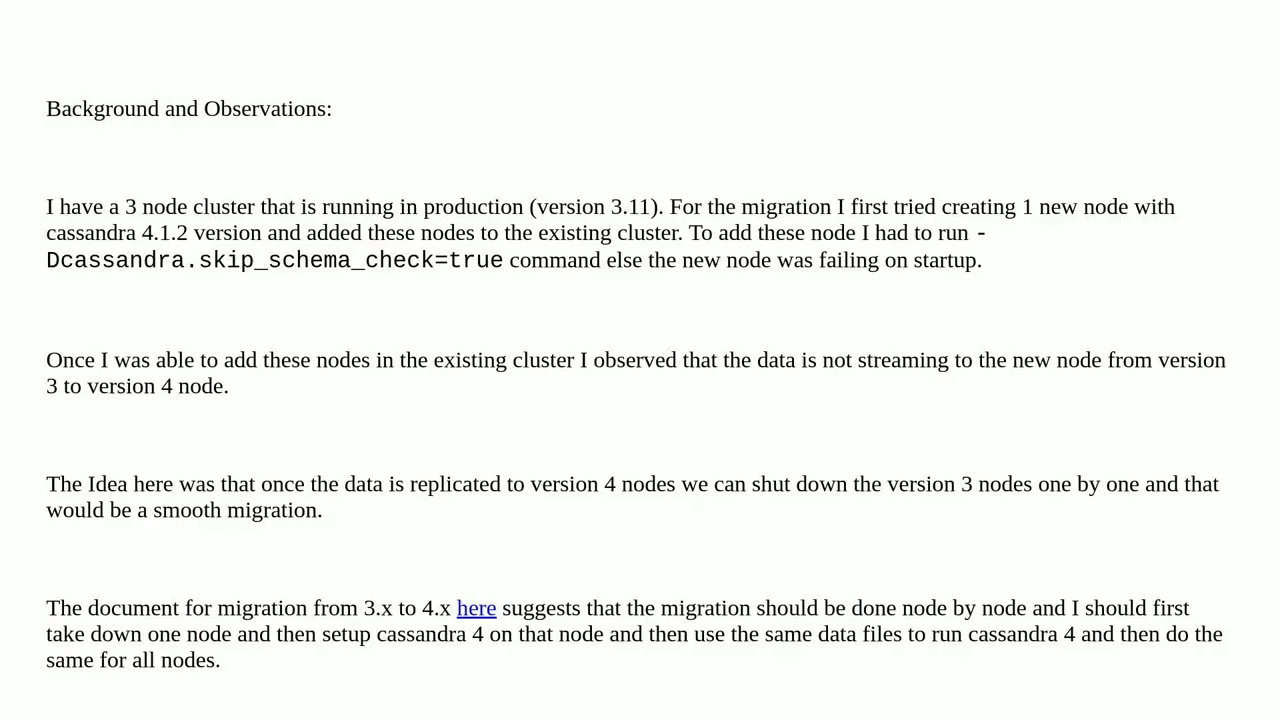 Background and Observations:
I have a 3 node cluster that is running in production (version 3.11). For the migration I first tried creating 1 new node with
cassandra 4.1.2 version and added these nodes to the existing cluster. To add these node I had to run -
Dcassandra.skip_schema_check=true command else the new node was failing on startup.
Once I was able to add these nodes in the existing cluster I observed that the data is not streaming to the new node from version
3 to version 4 node.
The Idea here was that once the data is replicated to version 4 nodes we can shut down the version 3 nodes one by one and that
would be a smooth migration.
The document for migration from 3.x to 4.x here suggests that the migration should be done node by node and I should first
take down one node and then setup cassandra 4 on that node and then use the same data files to run cassandra 4 and then do the
same for all nodes.